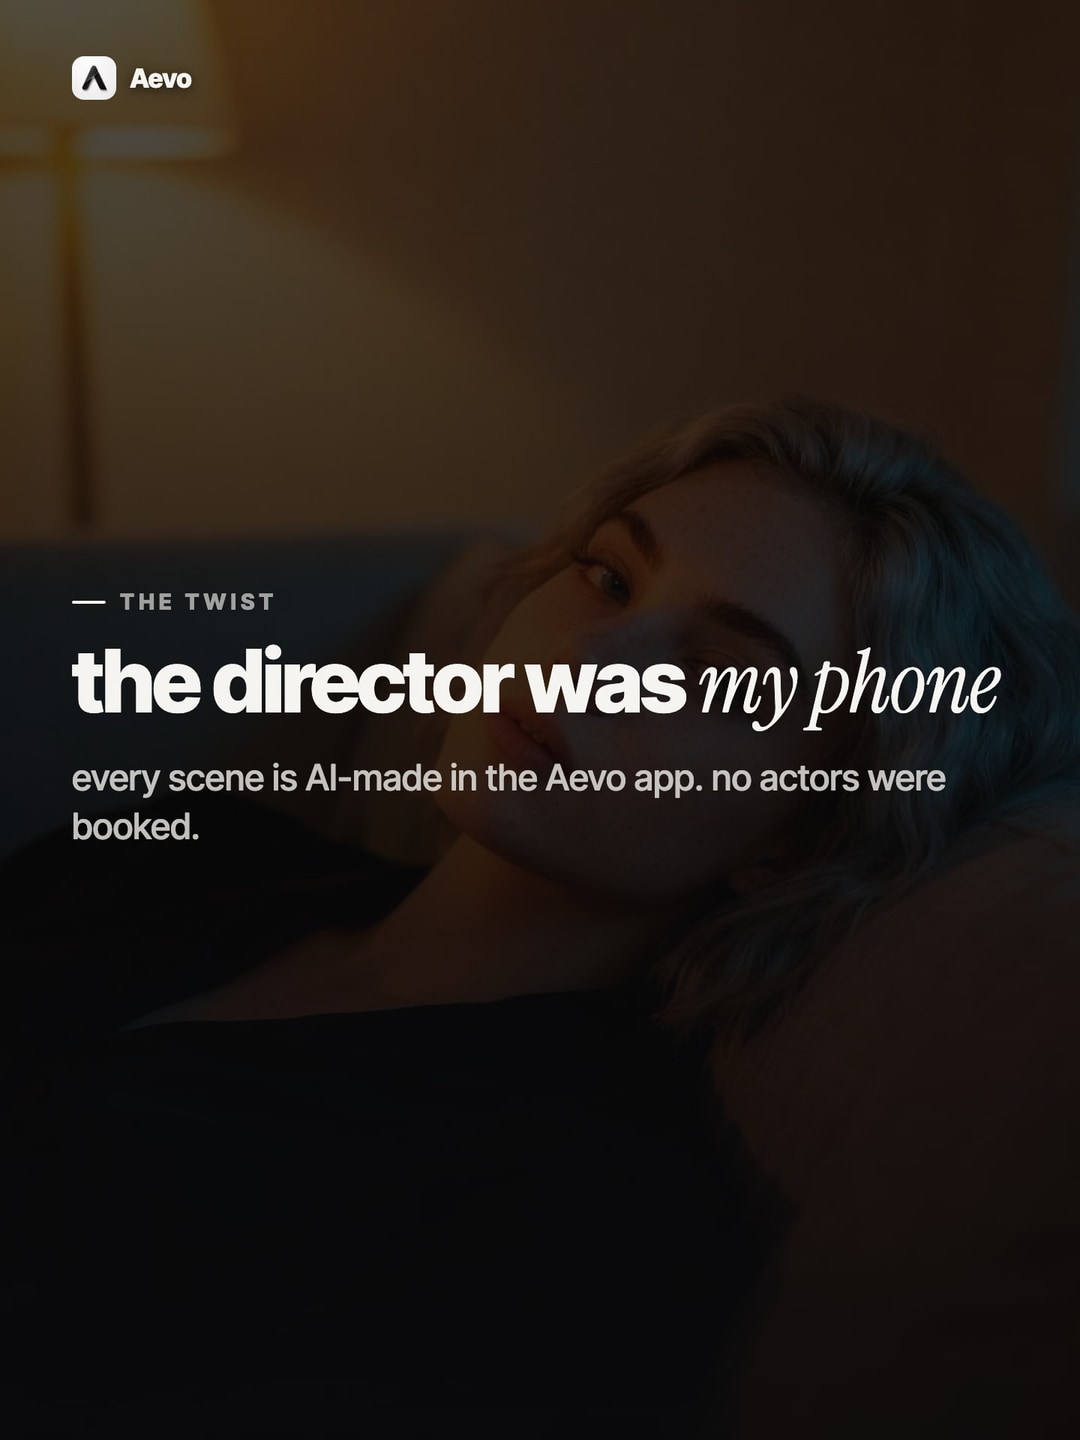 Aevo
THE TWIST
the director was my phone
every scene is AI-made in the Aevo app. no actors were
booked.